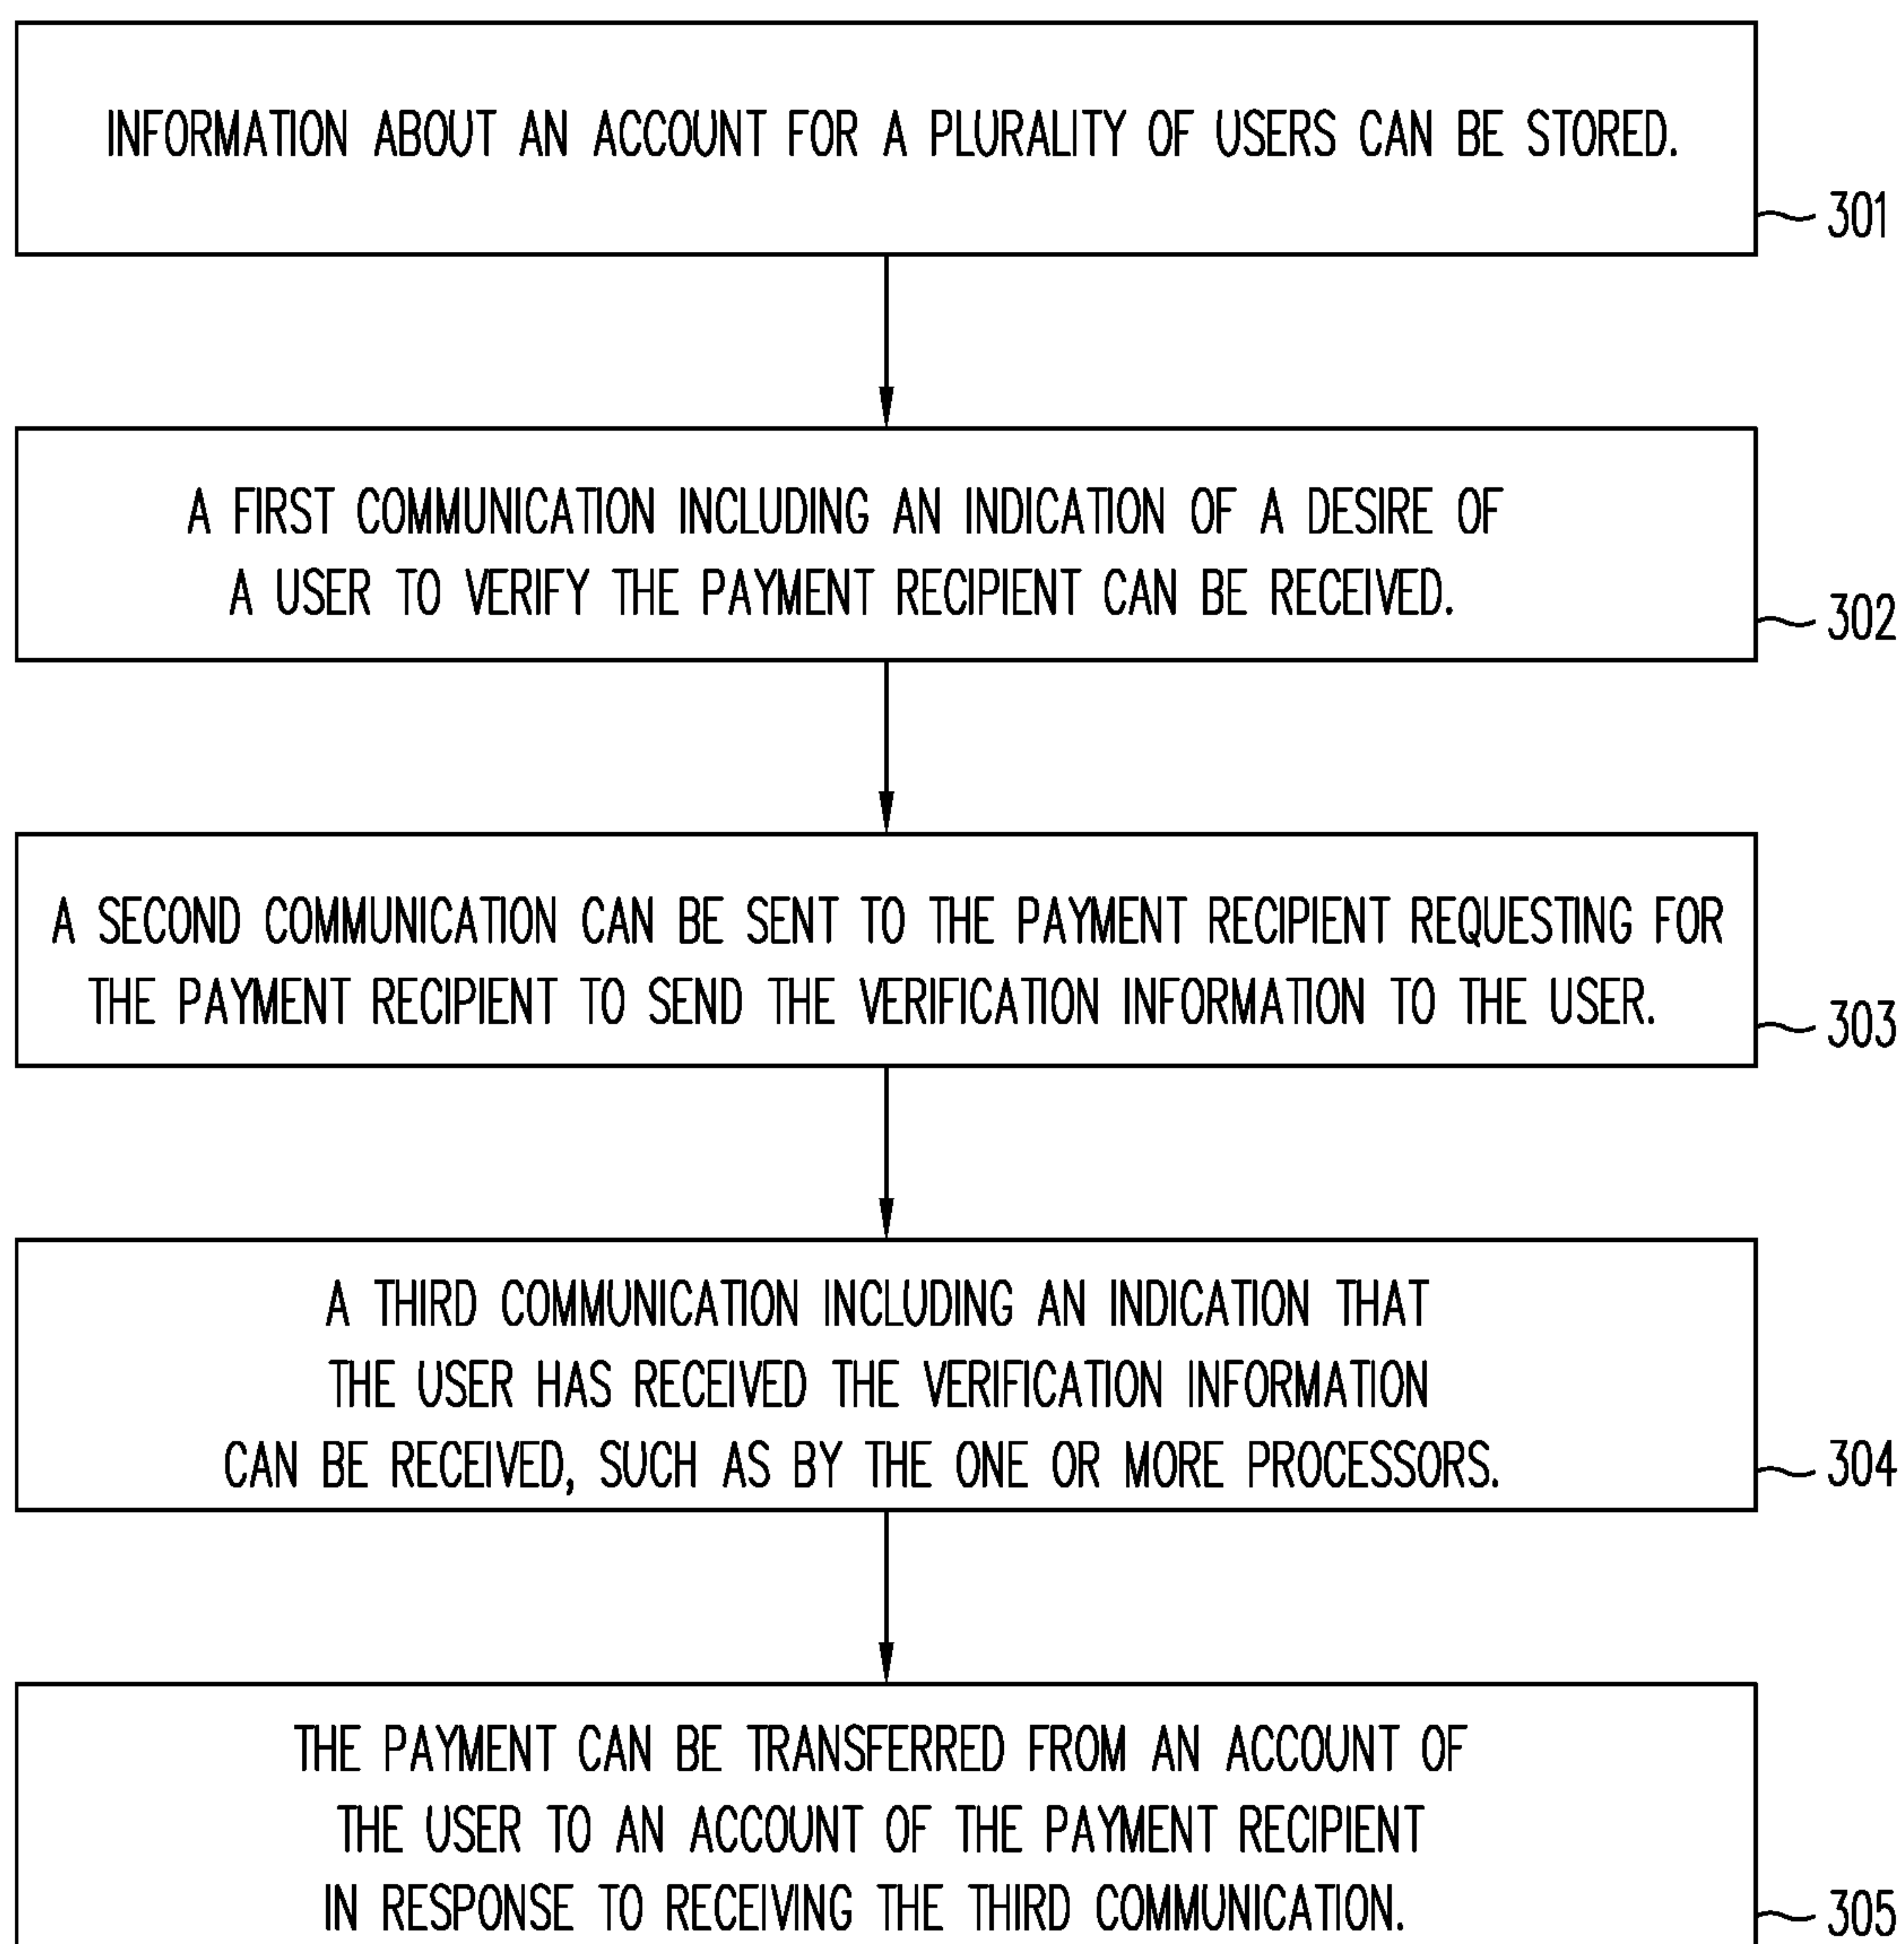 INFORMATION ABOUT AN ACCOUNT FOR A PLURALITY OF USERS CAN BE STORED.
301
A FIRST COMMUNICATION INCLUDING AN INDICATION OF A DESIRE OF
A USER TO VERIFY THE PAYMENT RECIPIENT CAN BE RECEIVED.
302
A SECOND COMMUNICATION CAN BE SENT TO THE PAYMENT RECIPIENT REQUESTING FOR
THE PAYMENT RECIPIENT TO SEND THE VERIFICATION INFORMATION TO THE USER.
303
A THIRD COMMUNICATION INCLUDING AN INDICATION THAT
THE USER HAS RECEIVED THE VERIFICATION INFORMATION
CAN BE RECEIVED, SUCH AS BY THE ONE OR MORE PROCESSORS.
304
THE PAYMENT CAN BE TRANSFERRED FROM AN ACCOUNT OF
THE USER TO AN ACCOUNT OF THE PAYMENT RECIPIENT
IN RESPONSE TO RECEIVING THE THIRD COMMUNICATION.
305